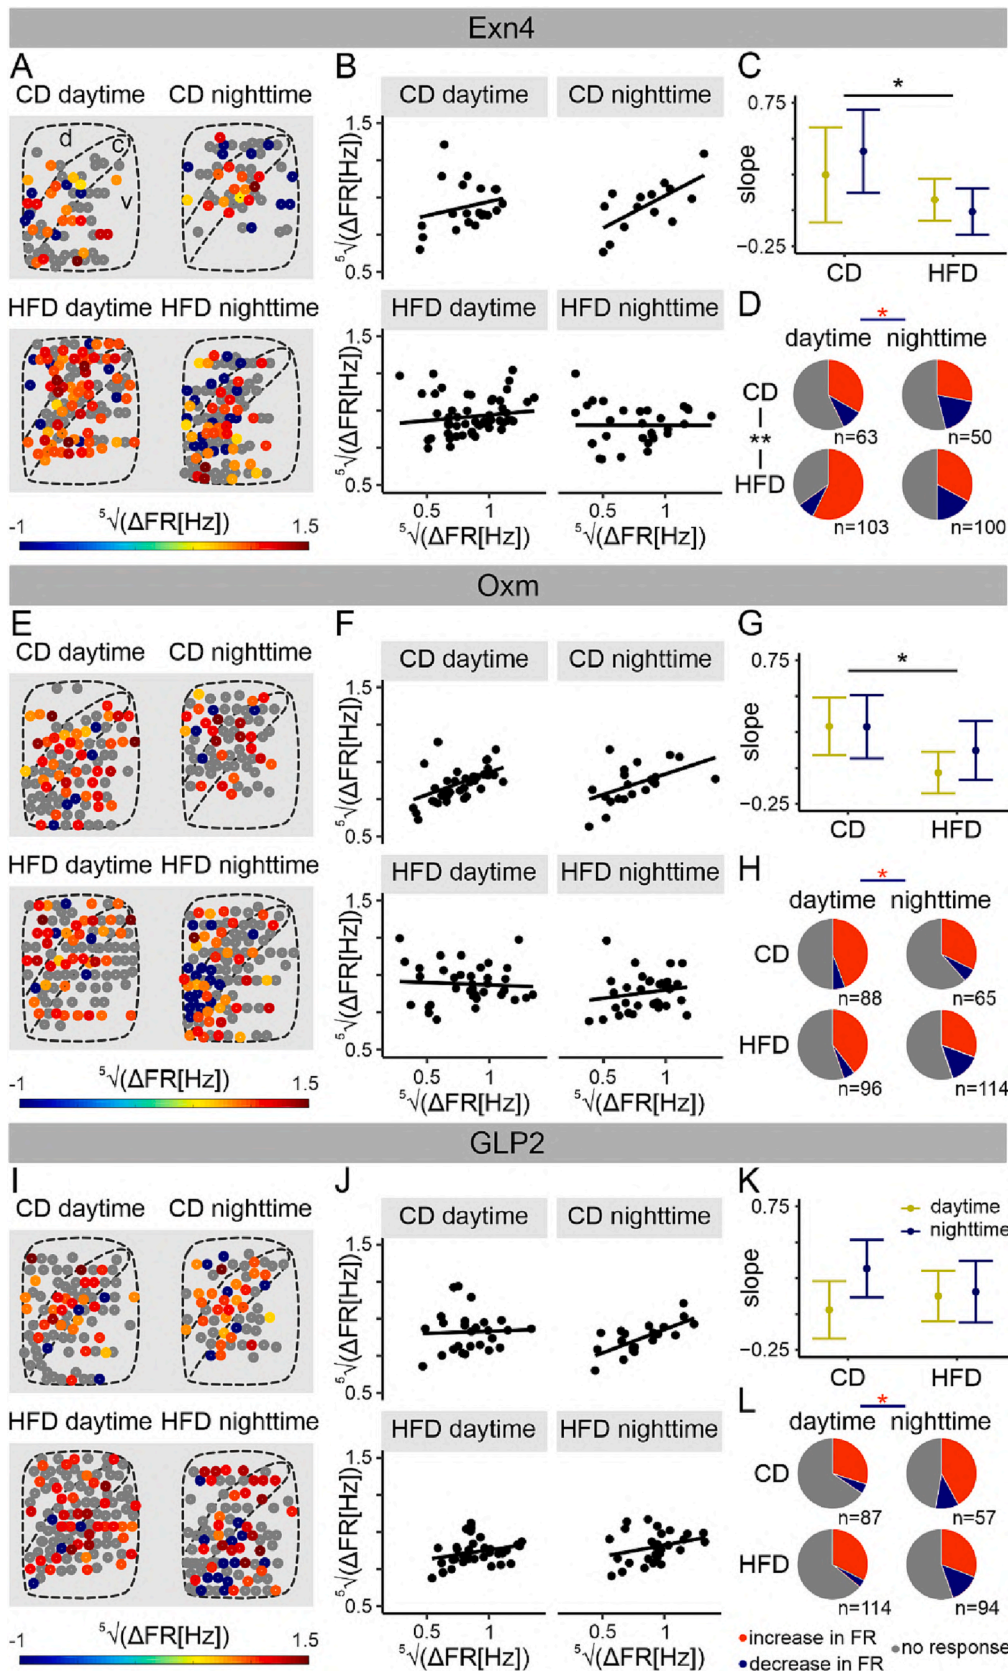 Exn4
A
CD daytime CD nighttime
d
c
v
HFD daytime HFD nighttime
⁵√(ΔFR[Hz])
-1 1.5
B
CD daytime CD nighttime
1.5
⁵√(ΔFR[Hz])
0.5
HFD daytime HFD nighttime
1.5
⁵√(ΔFR[Hz])
0.5
0.5 1 0.5 1
⁵√(ΔFR[Hz]) ⁵√(ΔFR[Hz])
C
0.75
*
slope
−0.25
CD HFD
D
*
daytime nighttime
CD
n=63 n=50
**
HFD
n=103 n=100
Oxm
E
CD daytime CD nighttime
HFD daytime HFD nighttime
⁵√(ΔFR[Hz])
-1 1.5
F
CD daytime CD nighttime
1.5
⁵√(ΔFR[Hz])
0.5
HFD daytime HFD nighttime
1.5
⁵√(ΔFR[Hz])
0.5
0.5 1 0.5 1
⁵√(ΔFR[Hz]) ⁵√(ΔFR[Hz])
G
0.75
*
slope
−0.25
CD HFD
H
*
daytime nighttime
CD
n=88 n=65
HFD
n=96 n=114
GLP2
I
CD daytime CD nighttime
HFD daytime HFD nighttime
⁵√(ΔFR[Hz])
-1 1.5
J
CD daytime CD nighttime
1.5
⁵√(ΔFR[Hz])
0.5
HFD daytime HFD nighttime
1.5
⁵√(ΔFR[Hz])
0.5
0.5 1 0.5 1
⁵√(ΔFR[Hz]) ⁵√(ΔFR[Hz])
K
0.75
daytime
nighttime
slope
−0.25
CD HFD
L
*
daytime nighttime
CD
n=87 n=57
HFD
n=114 n=94
increase in FR no response
decrease in FR